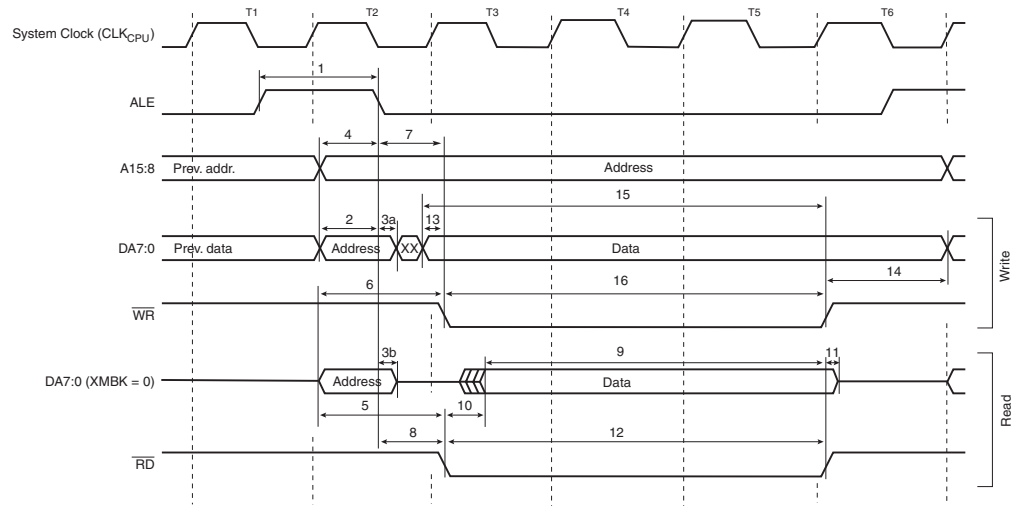 T1 T2 T3 T4 T5 T6
System Clock (CLKCPU)
1
ALE
4 7
A15:8 Prev. addr. Address
15
2 3a 13
DA7:0 Prev. data Address XX Data
14
6 16
WR
Write
3b 9 11
DA7:0 (XMBK = 0) Address Data
5 10
8 12
RD
Read